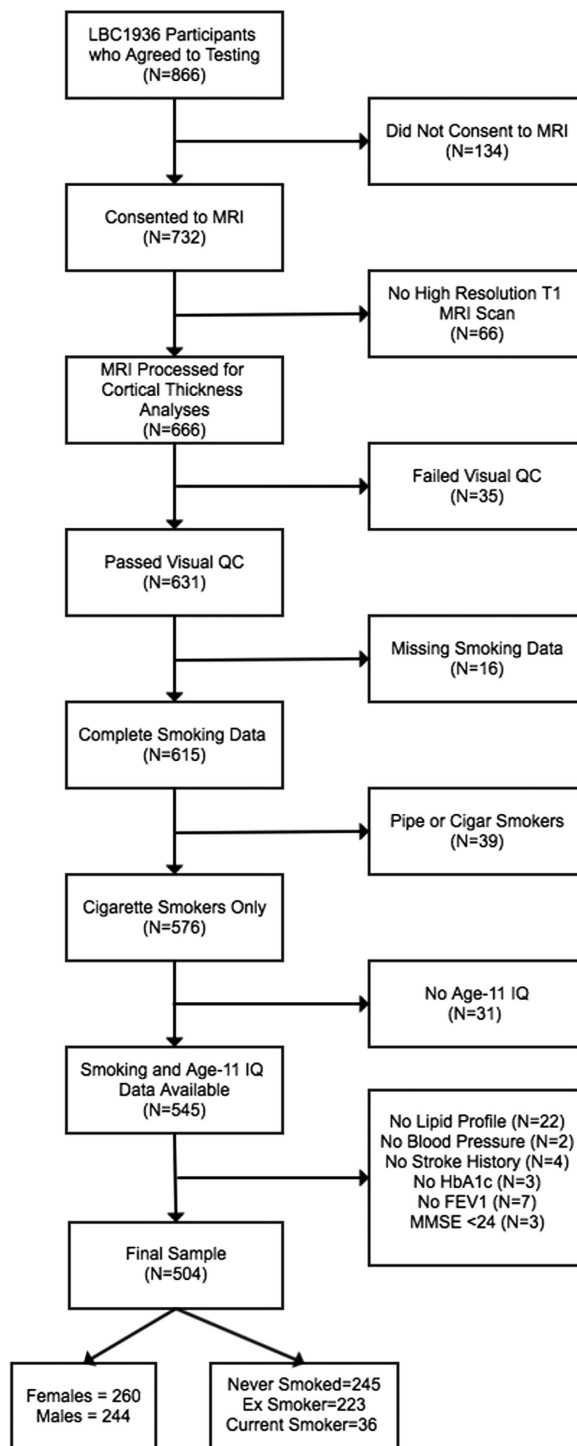 LBC1936 Participants
who Agreed to Testing
(N=866)
Did Not Consent to MRI
(N=134)
Consented to MRI
(N=732)
No High Resolution T1
MRI Scan
(N=66)
MRI Processed for
Cortical Thickness
Analyses
(N=666)
Failed Visual QC
(N=35)
Passed Visual QC
(N=631)
Missing Smoking Data
(N=16)
Complete Smoking Data
(N=615)
Pipe or Cigar Smokers
(N=39)
Cigarette Smokers Only
(N=576)
No Age-11 IQ
(N=31)
Smoking and Age-11 IQ
Data Available
(N=545)
No Lipid Profile (N=22)
No Blood Pressure (N=2)
No Stroke History (N=4)
No HbA1c (N=3)
No FEV1 (N=7)
MMSE <24 (N=3)
Final Sample
(N=504)
Females = 260
Males = 244
Never Smoked=245
Ex Smoker=223
Current Smoker=36